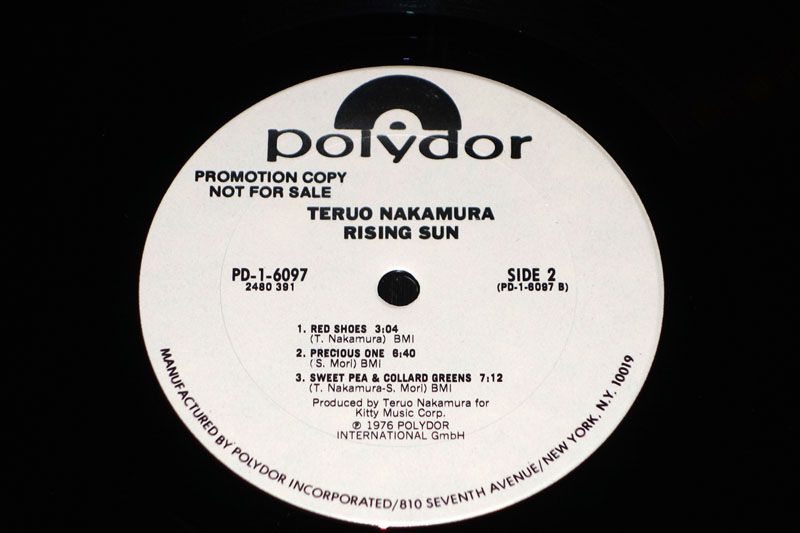 polydor
PROMOTION COPY
NOT FOR SALE
TERUO NAKAMURA
RISING SUN
PD-1-6097
2480 391
SIDE 2
(PD-1-6097 B)
1. RED SHOES 3:04
(T. Nakamura) BMI
2. PRECIOUS ONE 6:40
(S. Mori) BMI
3. SWEET PEA & COLLARD GREENS 7:12
(T. Nakamura-S. Mori) BMI
Produced by Teruo Nakamura for
Kitty Music Corp.
℗ 1976 POLYDOR
INTERNATIONAL GmbH
MANUFACTURED BY POLYDOR INCORPORATED/810 SEVENTH AVENUE/NEW YORK, N.Y. 10019